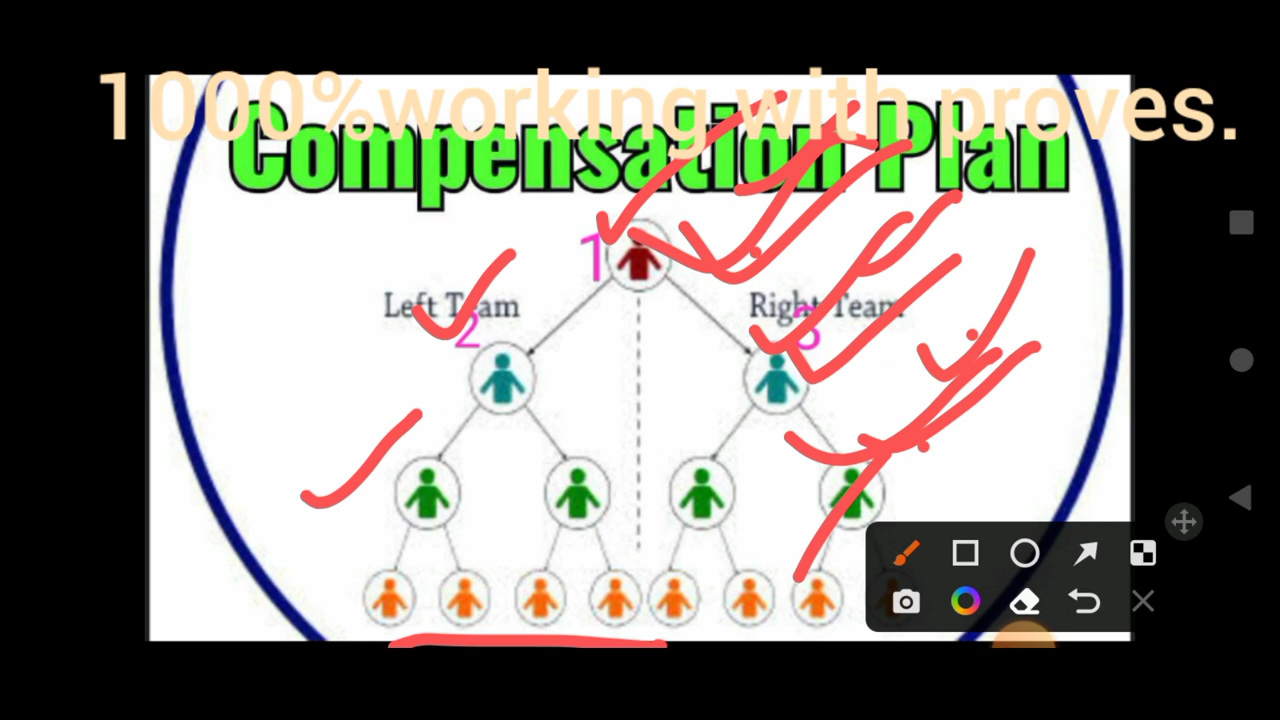 1000%working with proves.
Compensation Plan
1
Left Team
Right Team
2
3